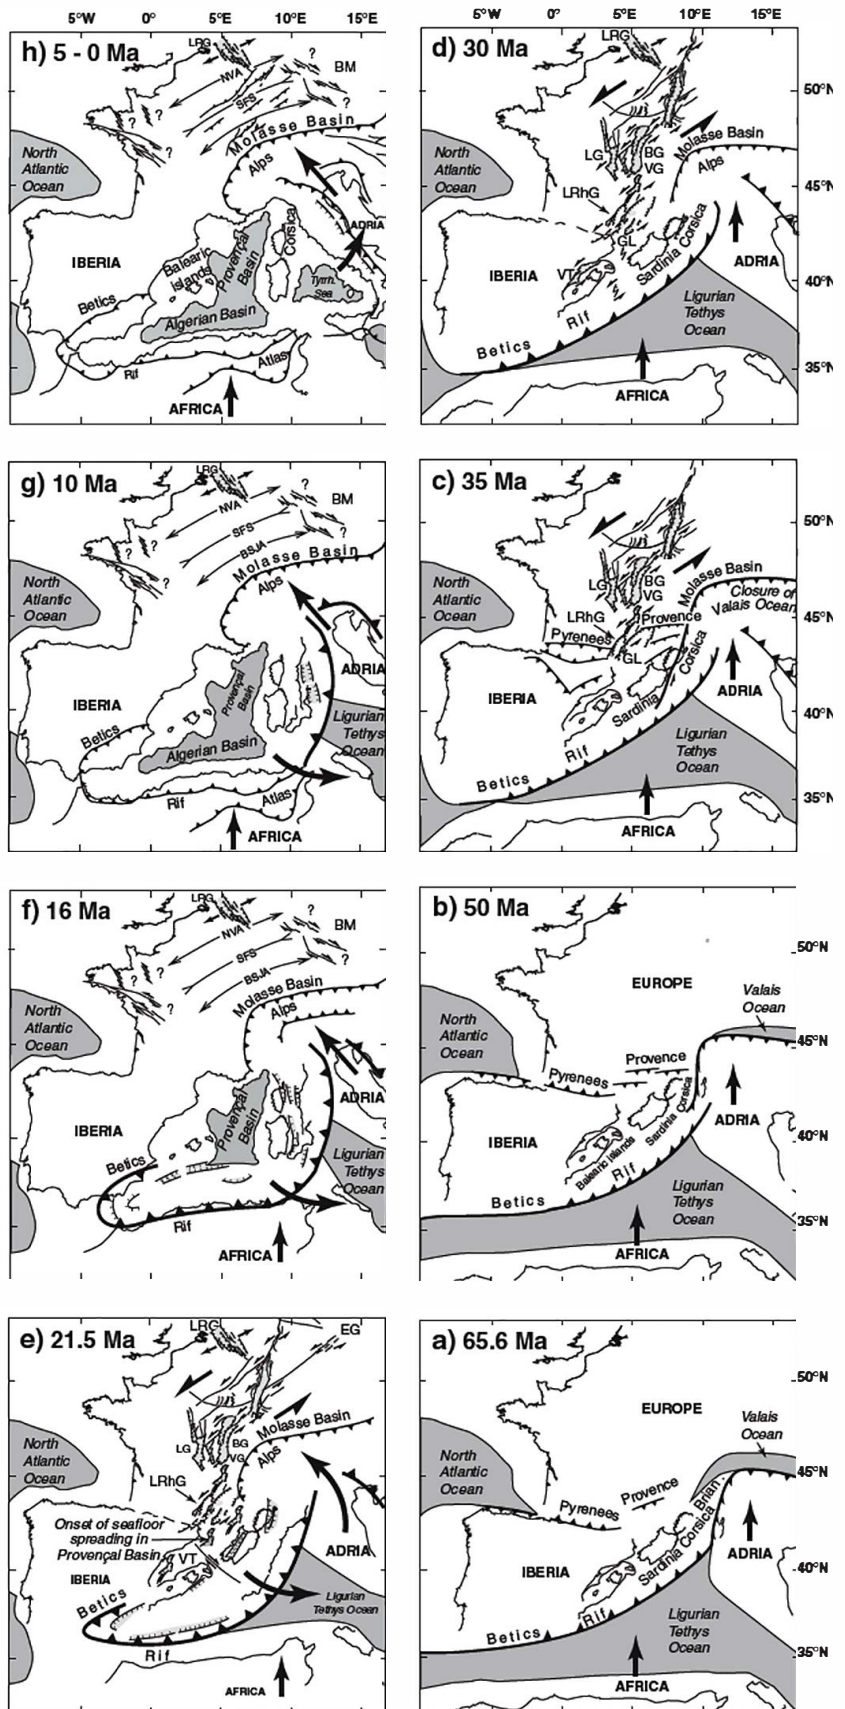 5°W 0° 5°E 10°E 15°E
h) 5 - 0 Ma
LRG
?
BM
NVA
SFS
?
?
?
Molasse Basin
Alps
North
Atlantic
Ocean
Corsica
ADRIA
IBERIA
Balearic
Islands
Provençal
Basin
Tyrrh.
Sea
Betics
Algerian Basin
Rif
Atlas
AFRICA
5°W 0° 5°E 10°E 15°E
d) 30 Ma
LRG
50°N
LG
BG
VG
Molasse Basin
Alps
North
Atlantic
Ocean
LRhG
45°N
GL
Sardinia Corsica
ADRIA
IBERIA
VT
40°N
Ligurian
Tethys
Ocean
Rif
Betics
35°N
AFRICA
g) 10 Ma
LRG
?
BM
NVA
SFS
BSJA
?
?
?
?
Molasse Basin
Alps
North
Atlantic
Ocean
ADRIA
IBERIA
Provençal
Basin
Ligurian
Tethys
Ocean
Betics
Algerian Basin
Rif
Atlas
AFRICA
c) 35 Ma
50°N
LG
BG
VG
Molasse Basin
North
Atlantic
Ocean
Closure of
Valais Ocean
LRhG
Provence
45°N
Pyrenees
GL
Corsica
ADRIA
IBERIA
Sardinia
40°N
Ligurian
Tethys
Ocean
Rif
Betics
35°N
AFRICA
f) 16 Ma
LRG
?
BM
NVA
SFS
BSJA
?
?
?
?
Molasse Basin
Alps
North
Atlantic
Ocean
ADRIA
IBERIA
Provençal
Basin
Ligurian
Tethys
Ocean
Betics
Rif
AFRICA
b) 50 Ma
50°N
EUROPE
Valais
Ocean
North
Atlantic
Ocean
45°N
Provence
Pyrenees
Sardinia Corsica
ADRIA
IBERIA
40°N
Balearic Islands
Rif
Ligurian
Tethys
Ocean
Betics
35°N
AFRICA
e) 21.5 Ma
LRG
EG
LG
BG
VG
Molasse Basin
Alps
North
Atlantic
Ocean
LRhG
Onset of seafloor
spreading in
Provençal Basin
VT
ADRIA
IBERIA
Ligurian
Tethys Ocean
Betics
Rif
AFRICA
a) 65.6 Ma
50°N
EUROPE
Valais
Ocean
North
Atlantic
Ocean
45°N
Provence
Brian.
Pyrenees
Sardinia Corsica
ADRIA
IBERIA
40°N
Rif
Ligurian
Tethys
Ocean
Betics
35°N
AFRICA